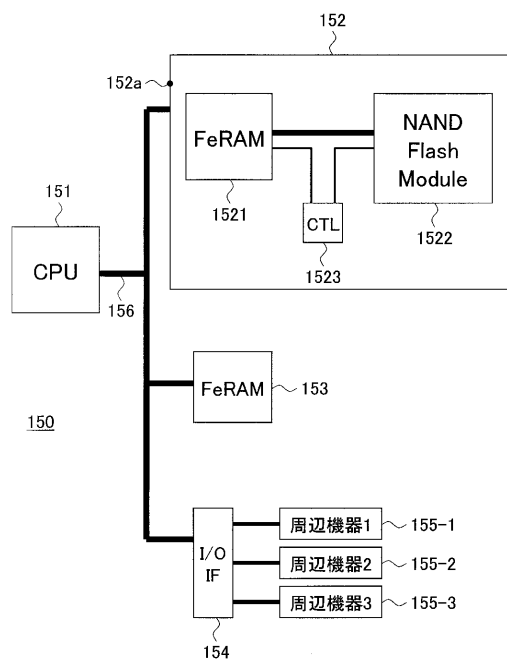 152
152a
FeRAM
1521
NAND
Flash
Module
1522
CTL
1523
151
CPU
156
FeRAM
153
150
I/O
IF
154
周辺機器1
155-1
周辺機器2
155-2
周辺機器3
155-3